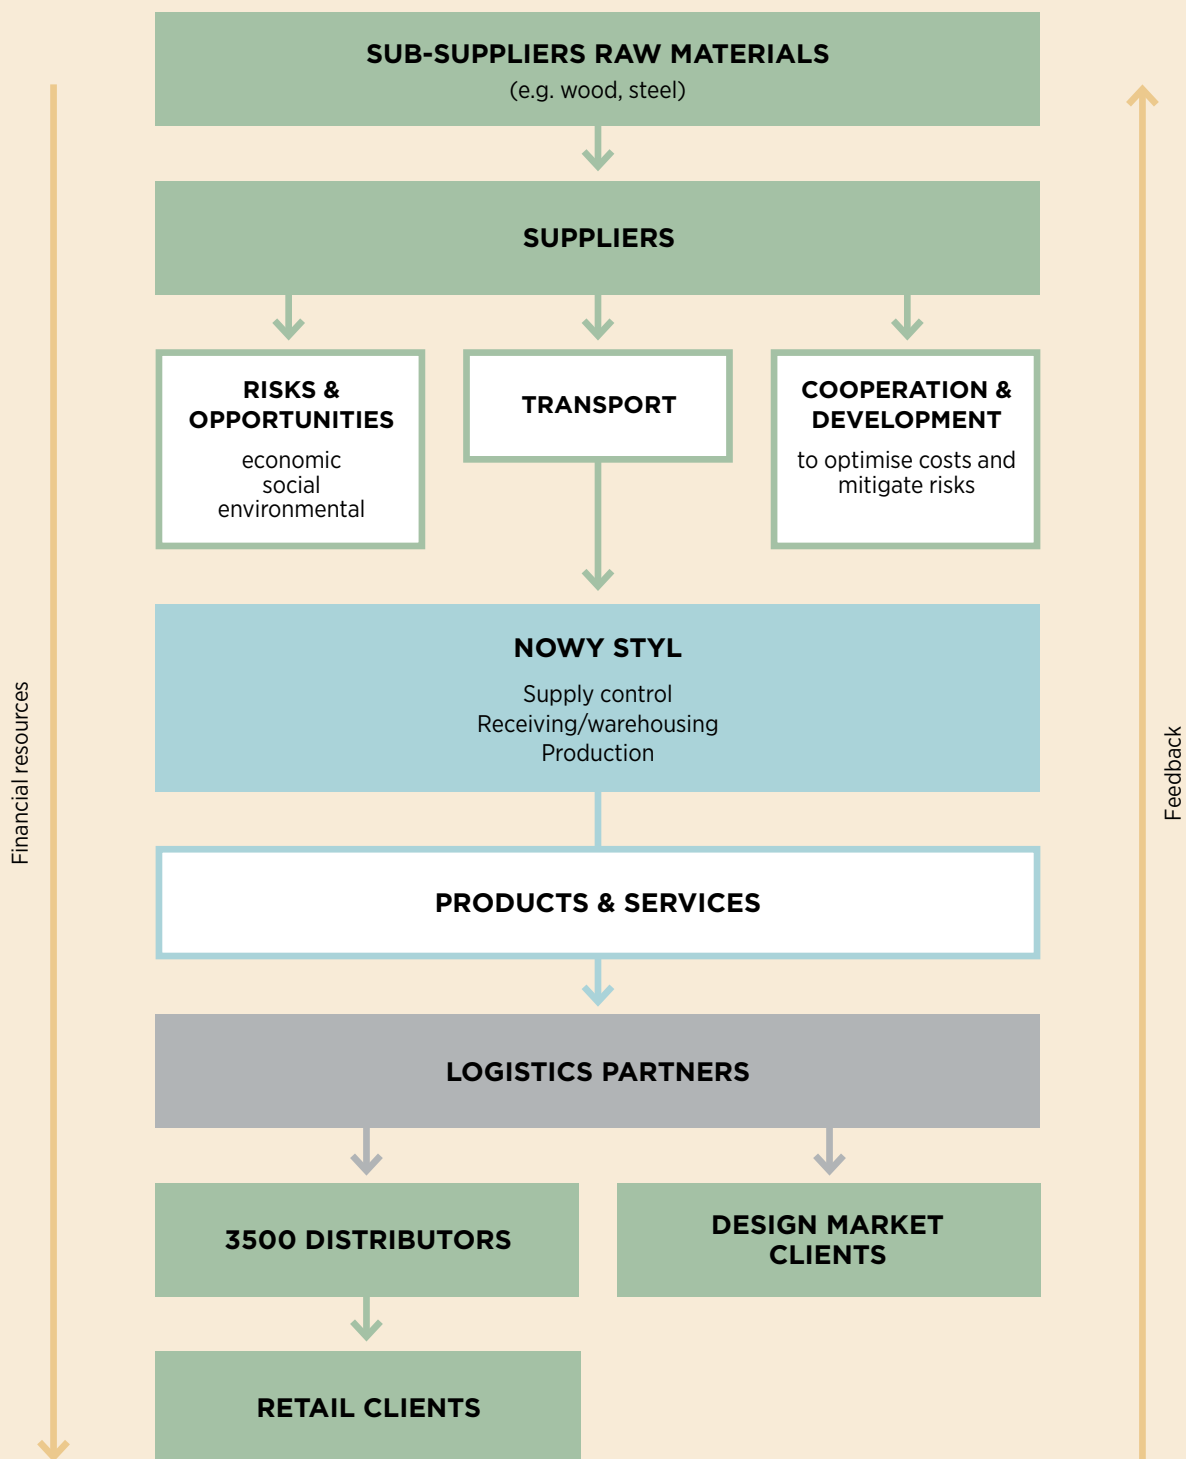 SUB-SUPPLIERS RAW MATERIALS
(e.g. wood, steel)
SUPPLIERS
RISKS &
OPPORTUNITIES
economic
social
environmental
TRANSPORT
COOPERATION &
DEVELOPMENT
to optimise costs and
mitigate risks
NOWY STYL
Supply control
Receiving/warehousing
Production
Financial resources
Feedback
PRODUCTS & SERVICES
LOGISTICS PARTNERS
3500 DISTRIBUTORS
DESIGN MARKET
CLIENTS
RETAIL CLIENTS